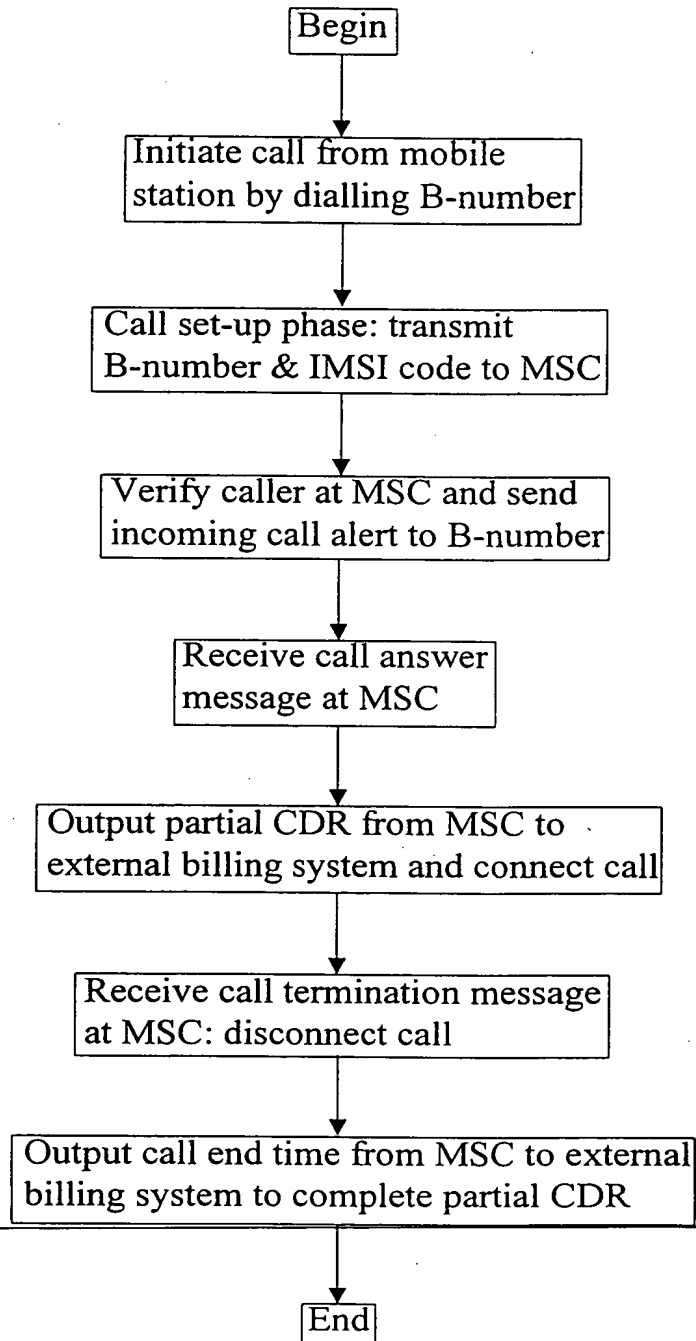 Begin
Initiate call from mobile
station by dialling B-number
Call set-up phase: transmit
B-number & IMSI code to MSC
Verify caller at MSC and send
incoming call alert to B-number
Receive call answer
message at MSC
Output partial CDR from MSC to
external billing system and connect call
Receive call termination message
at MSC: disconnect call
Output call end time from MSC to external
billing system to complete partial CDR
End